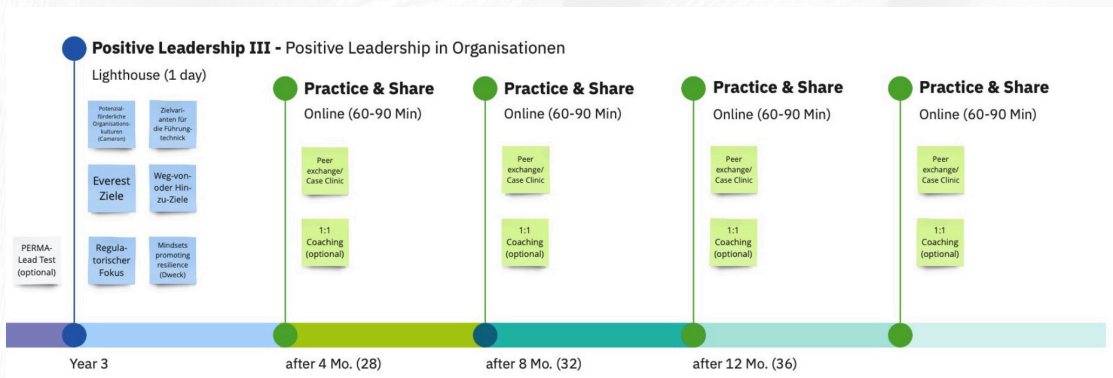 Positive Leadership III - Positive Leadership in Organisationen
Lighthouse (1 day)
Potenzial-
förderliche
Organisations-
kulturen
(Cameron)
Zielvari-
anten für
die Führung-
technick
Everest
Ziele
Weg-von-
oder Hin-
zu-Ziele
PERMA-
Lead Test
(optional)
Regula-
torischer
Fokus
Mindsets
promoting
resilience
(Dweck)
Practice & Share
Online (60-90 Min)
Peer
exchange/
Case Clinic
1:1
Coaching
(optional)
Practice & Share
Online (60-90 Min)
Peer
exchange/
Case Clinic
1:1
Coaching
(optional)
Practice & Share
Online (60-90 Min)
Peer
exchange/
Case Clinic
1:1
Coaching
(optional)
Practice & Share
Online (60-90 Min)
Peer
exchange/
Case Clinic
1:1
Coaching
(optional)
Year 3
after 4 Mo. (28)
after 8 Mo. (32)
after 12 Mo. (36)